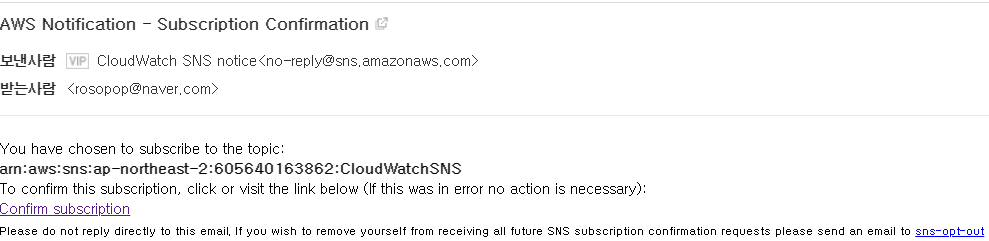 AWS Notification - Subscription Confirmation
보낸사람 VIP CloudWatch SNS notice<no-reply@sns.amazonaws.com>
받는사람 <rosopop@naver.com>
You have chosen to subscribe to the topic:
arn:aws:sns:ap-northeast-2:605640163862:CloudWatchSNS
To confirm this subscription, click or visit the link below (If this was in error no action is necessary):
Confirm subscription
Please do not reply directly to this email. If you wish to remove yourself from receiving all future SNS subscription confirmation requests please send an email to sns-opt-out